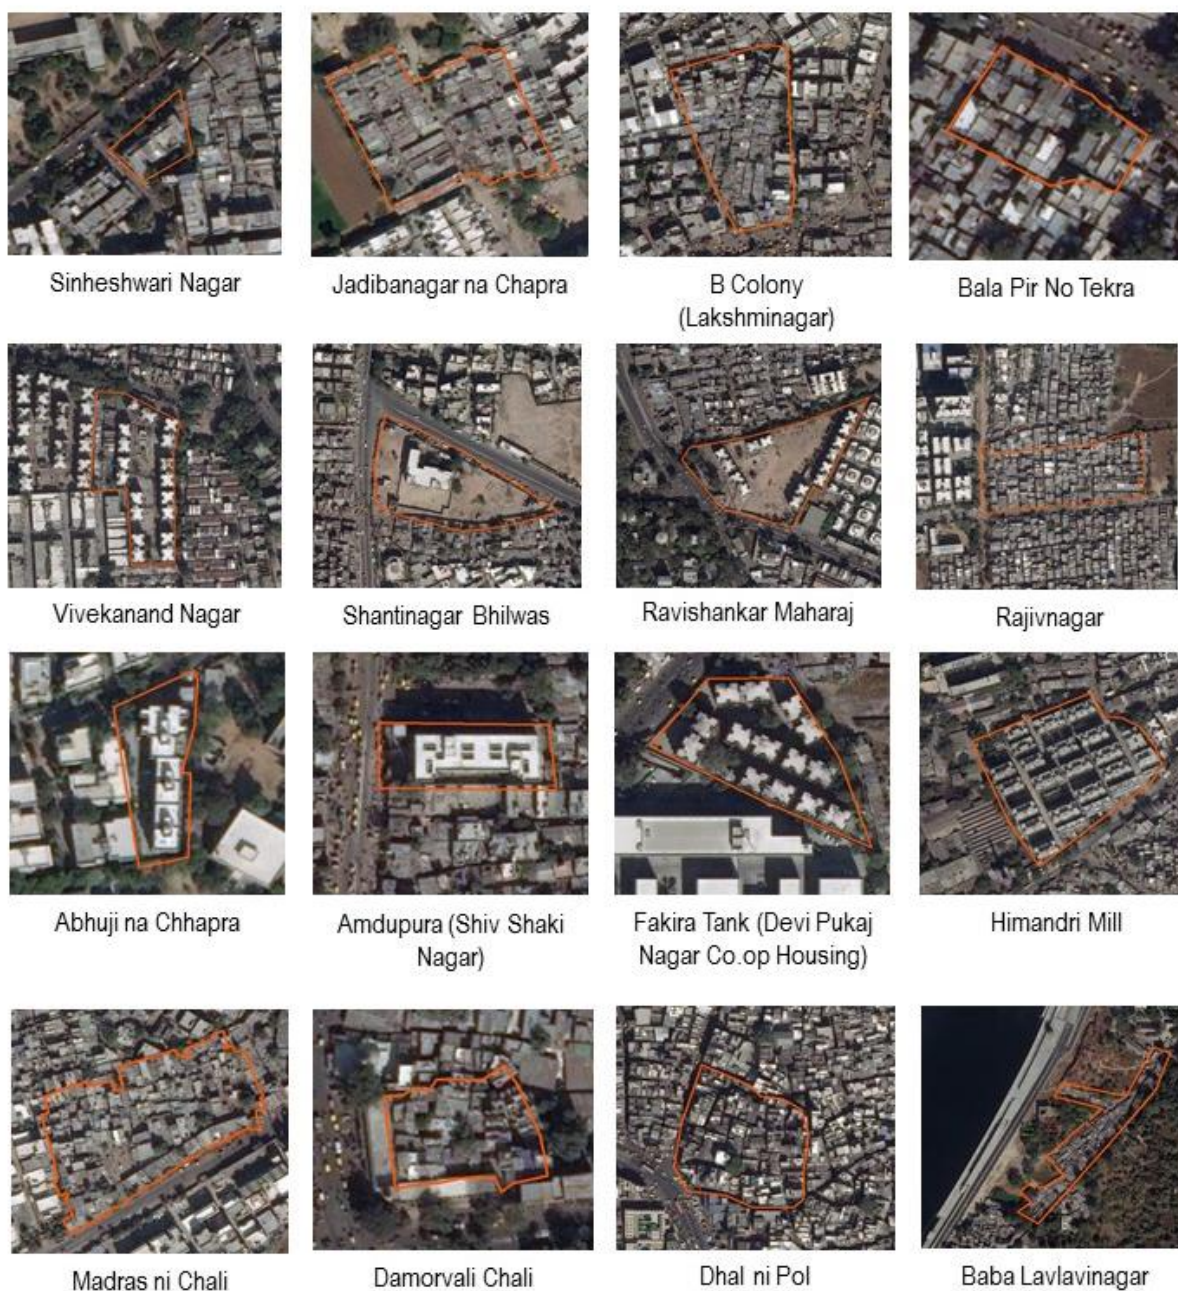 Sinheshwari Nagar
Jadibanagar na Chapra
B Colony
(Lakshminagar)
Bala Pir No Tekra
Vivekanand Nagar
Shantinagar Bhilwas
Ravishankar Maharaj
Rajivnagar
Abhuji na Chhapra
Amdupura (Shiv Shaki
Nagar)
Fakira Tank (Devi Pukaj
Nagar Co.op Housing)
Himandri Mill
Madras ni Chali
Damorvali Chali
Dhal ni Pol
Baba Lavlavinagar